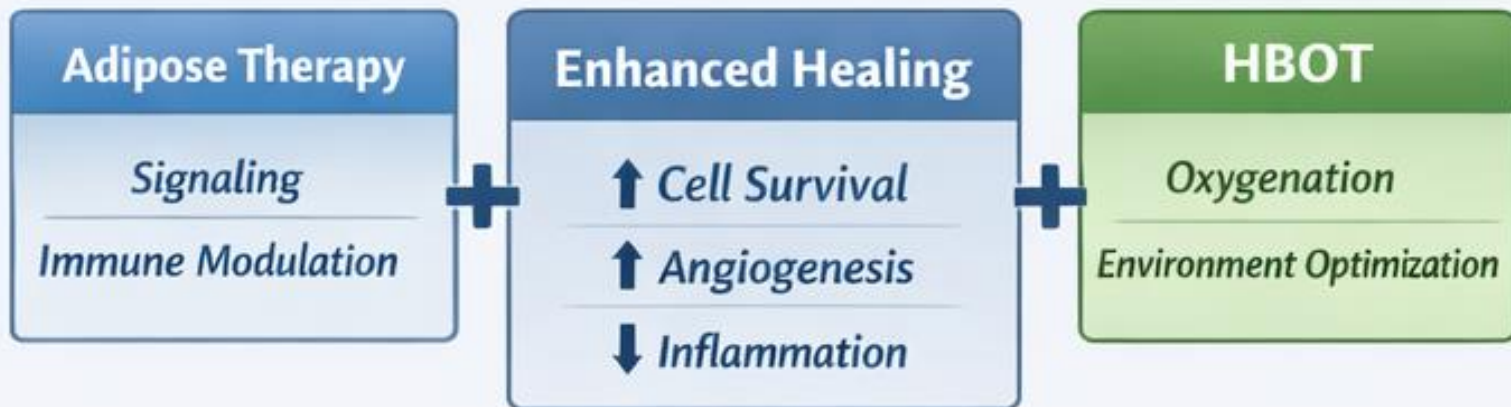 Adipose Therapy
Signaling
Immune Modulation
+
Enhanced Healing
↑ Cell Survival
↑ Angiogenesis
↓ Inflammation
+
HBOT
Oxygenation
Environment Optimization